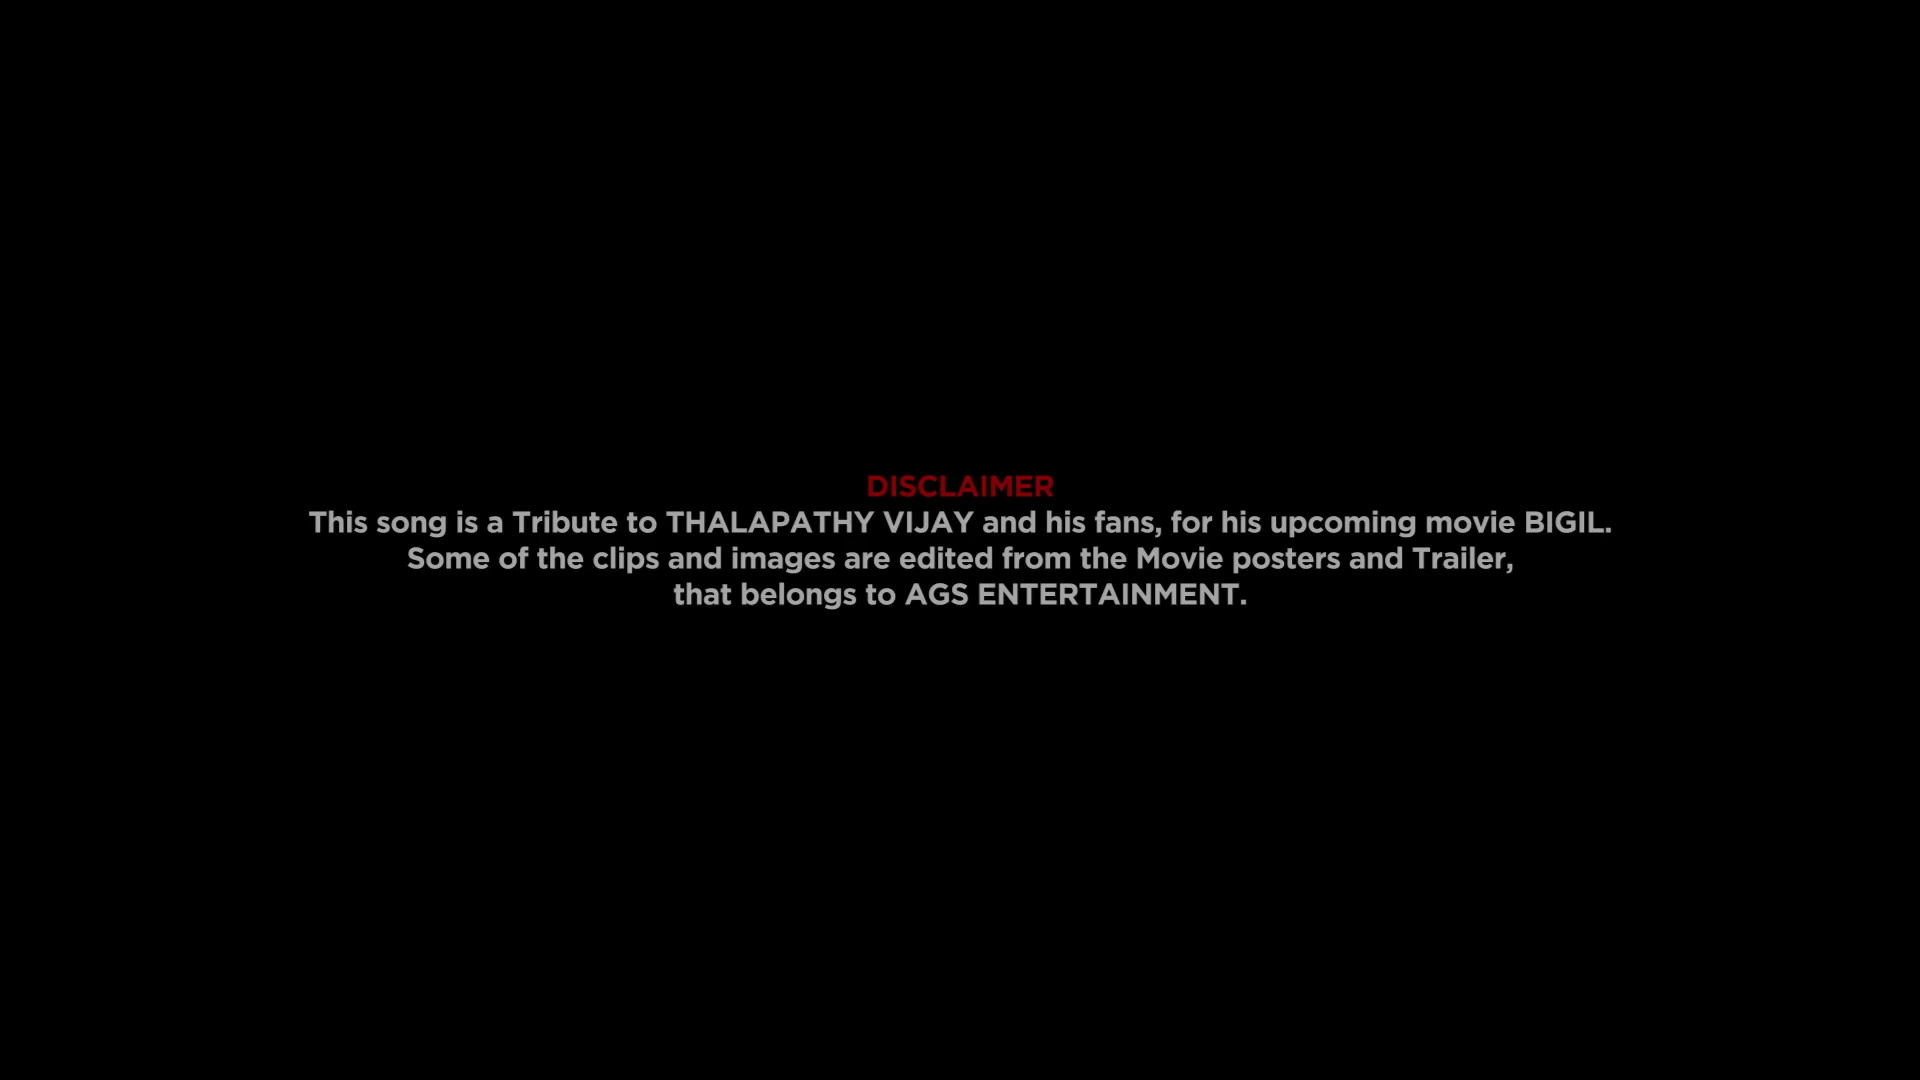 DISCLAIMER
This song is a Tribute to THALAPATHY VIJAY and his fans, for his upcoming movie BIGIL.
Some of the clips and images are edited from the Movie posters and Trailer,
that belongs to AGS ENTERTAINMENT.